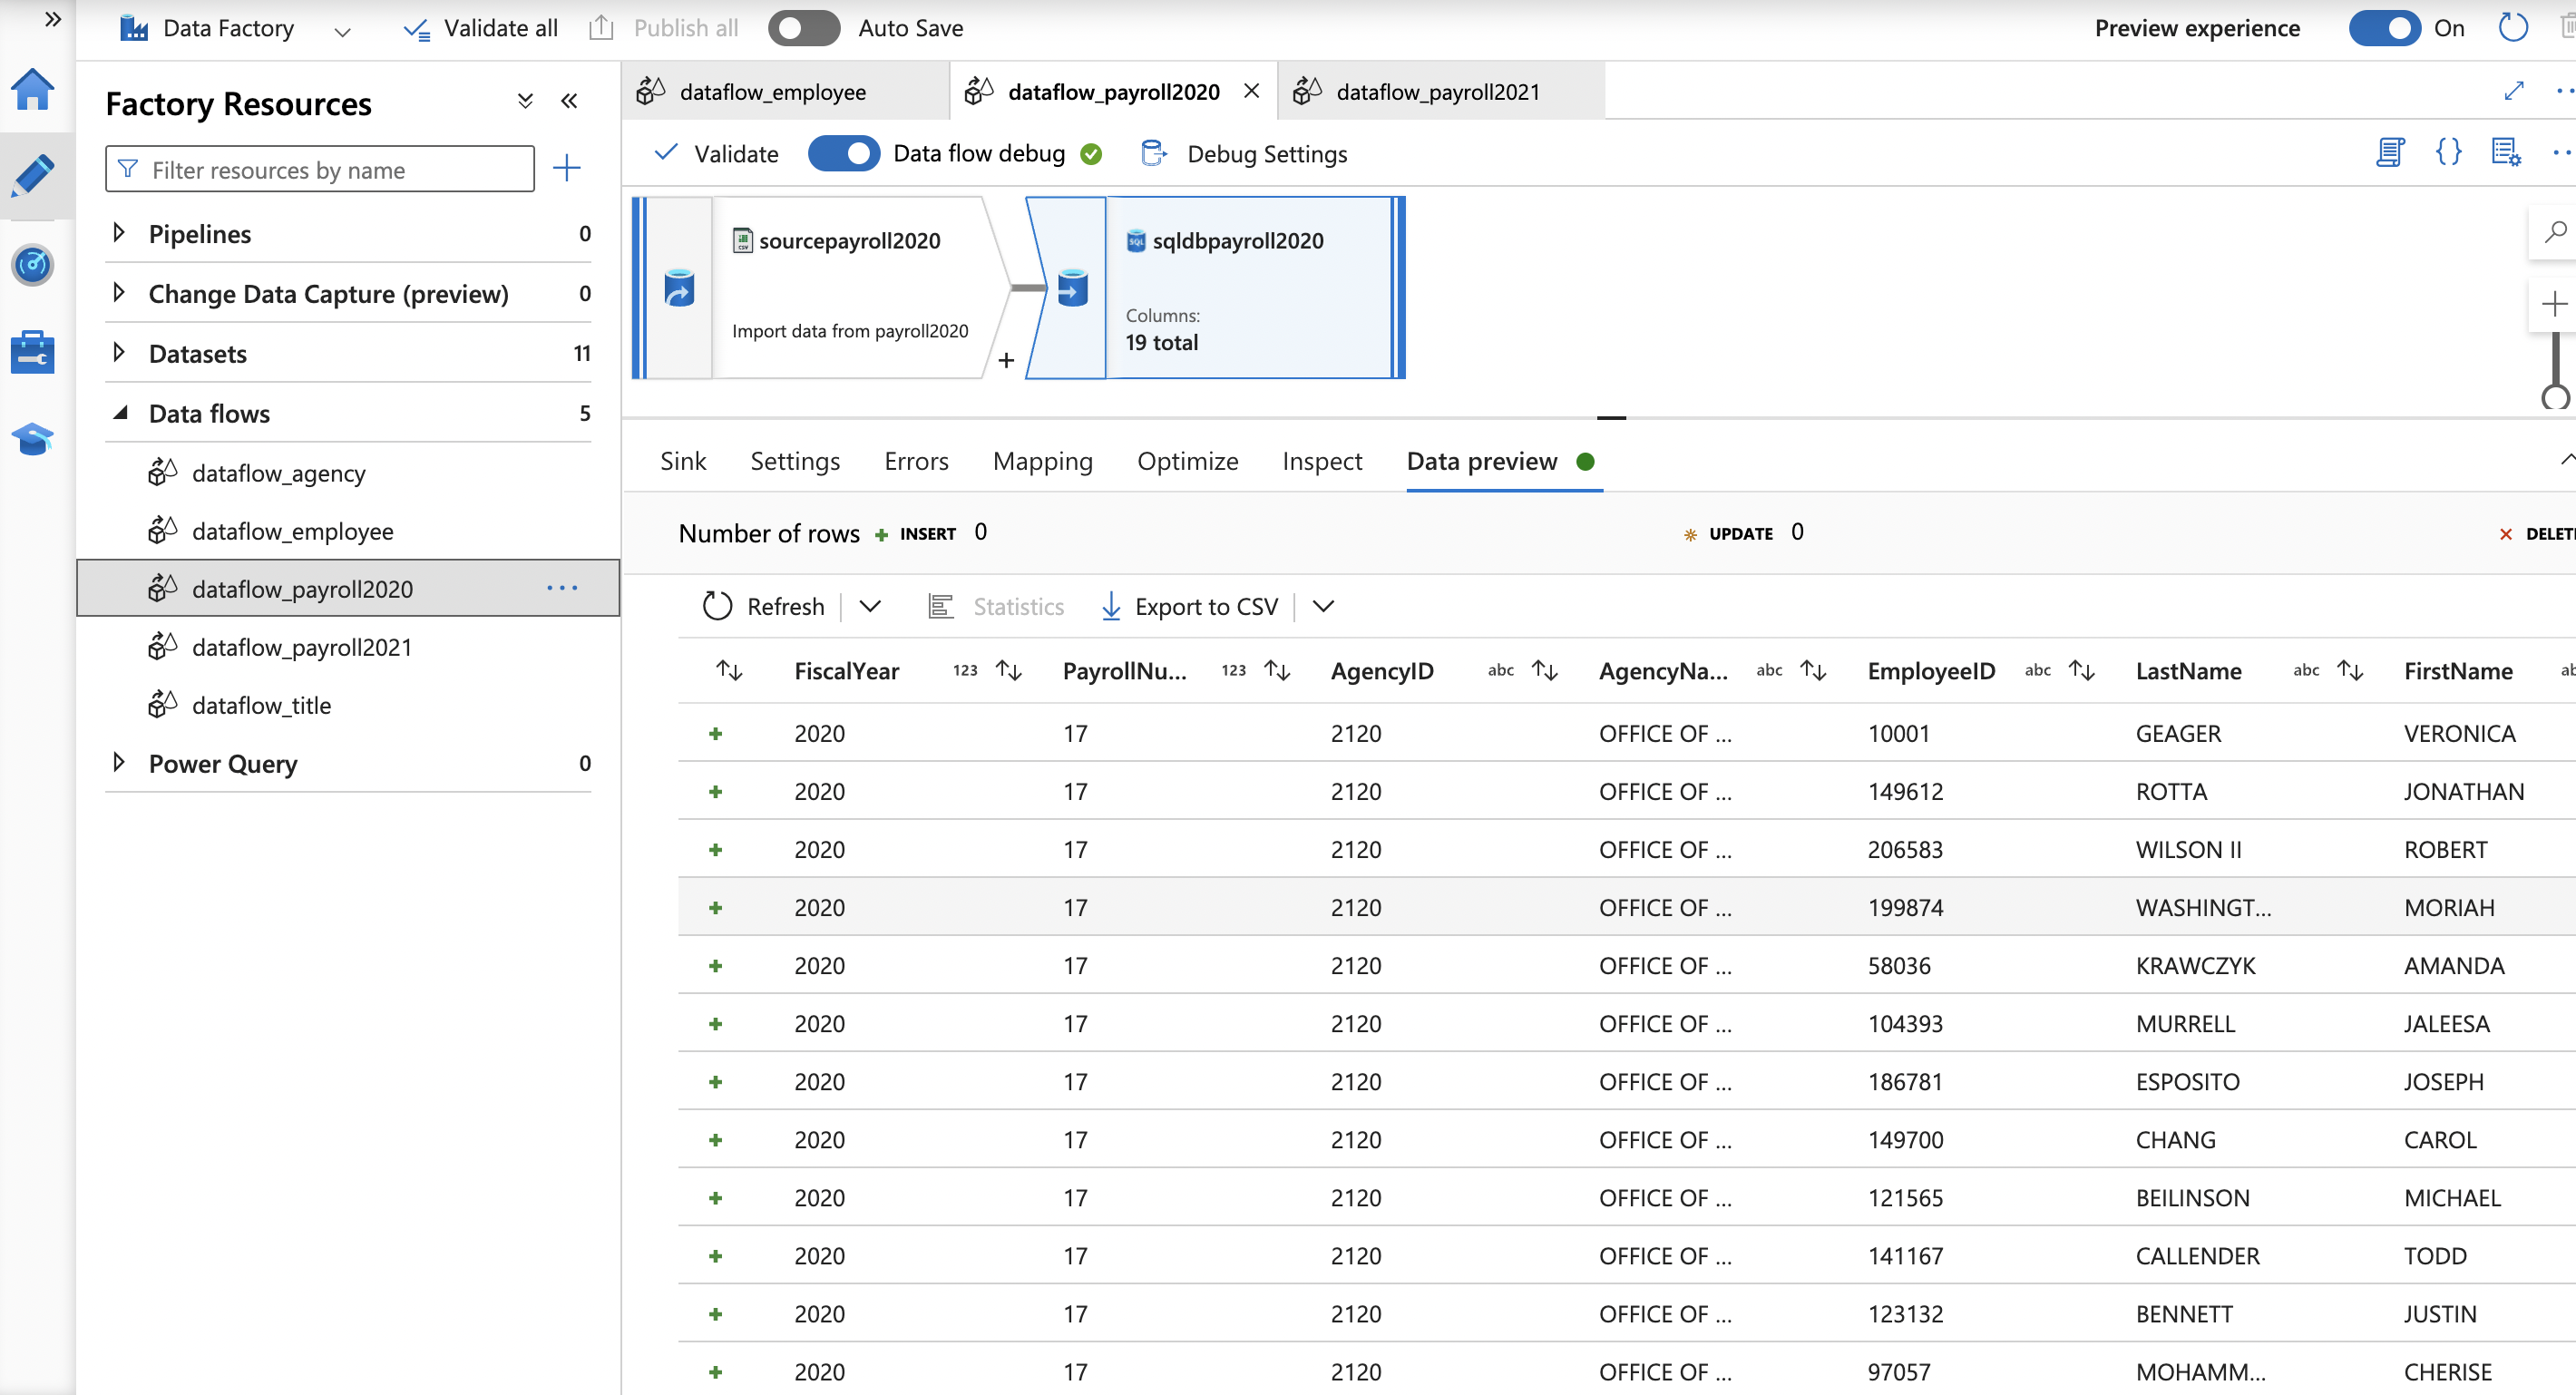 Data Factory Validate all Publish all Auto Save Preview experience On
Factory Resources
Filter resources by name
Pipelines 0
Change Data Capture (preview) 0
Datasets 11
Data flows 5
dataflow_agency
dataflow_employee
dataflow_payroll2020
dataflow_payroll2021
dataflow_title
Power Query 0
dataflow_employee dataflow_payroll2020 dataflow_payroll2021
Validate Data flow debug Debug Settings
CSV sourcepayroll2020
Import data from payroll2020
SQL sqldbpayroll2020
Columns:
19 total
Sink Settings Errors Mapping Optimize Inspect Data preview
Number of rows + INSERT 0 UPDATE 0 DELET
Refresh Statistics Export to CSV
FiscalYear 123 PayrollNu... 123 AgencyID abc AgencyNa... abc EmployeeID abc LastName abc FirstName ab
+ 2020 17 2120 OFFICE OF ... 10001 GEAGER VERONICA
+ 2020 17 2120 OFFICE OF ... 149612 ROTTA JONATHAN
+ 2020 17 2120 OFFICE OF ... 206583 WILSON II ROBERT
+ 2020 17 2120 OFFICE OF ... 199874 WASHINGT... MORIAH
+ 2020 17 2120 OFFICE OF ... 58036 KRAWCZYK AMANDA
+ 2020 17 2120 OFFICE OF ... 104393 MURRELL JALEESA
+ 2020 17 2120 OFFICE OF ... 186781 ESPOSITO JOSEPH
+ 2020 17 2120 OFFICE OF ... 149700 CHANG CAROL
+ 2020 17 2120 OFFICE OF ... 121565 BEILINSON MICHAEL
+ 2020 17 2120 OFFICE OF ... 141167 CALLENDER TODD
+ 2020 17 2120 OFFICE OF ... 123132 BENNETT JUSTIN
+ 2020 17 2120 OFFICE OF ... 97057 MOHAMM... CHERISE